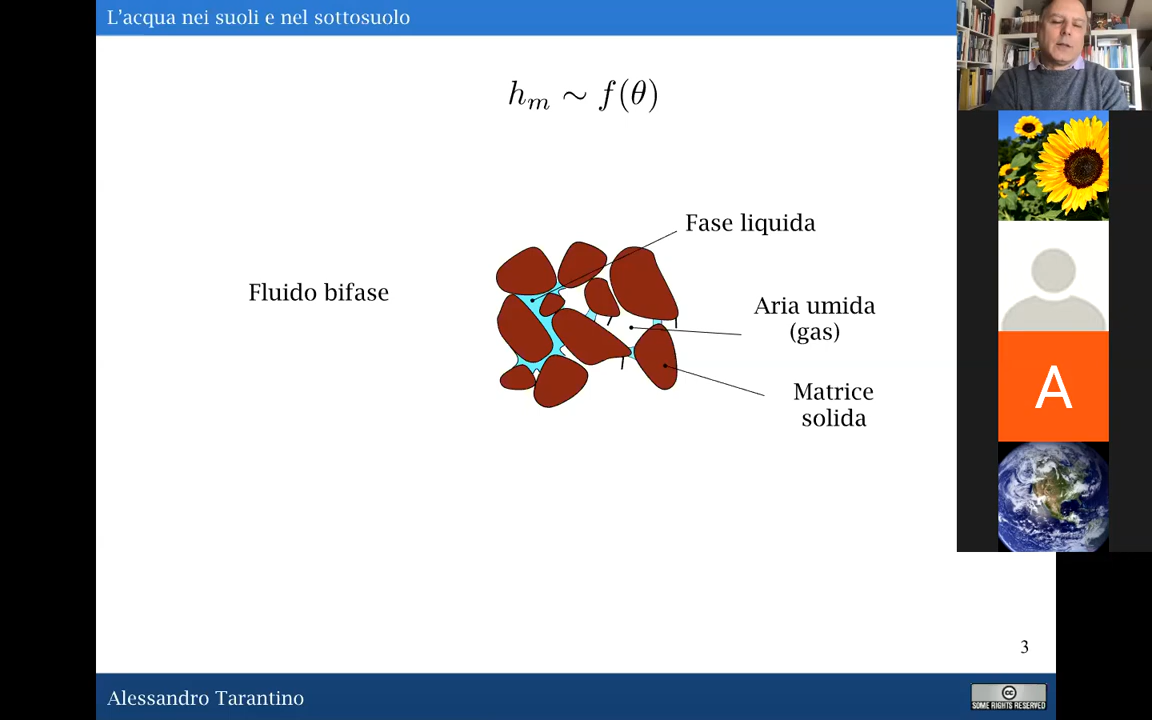 L'acqua nei suoli e nel sottosuolo
h_m ∼ f(θ)
Fase liquida
Fluido bifase
Aria umida
(gas)
Matrice
solida
A
3
Alessandro Tarantino
cc
SOME RIGHTS RESERVED